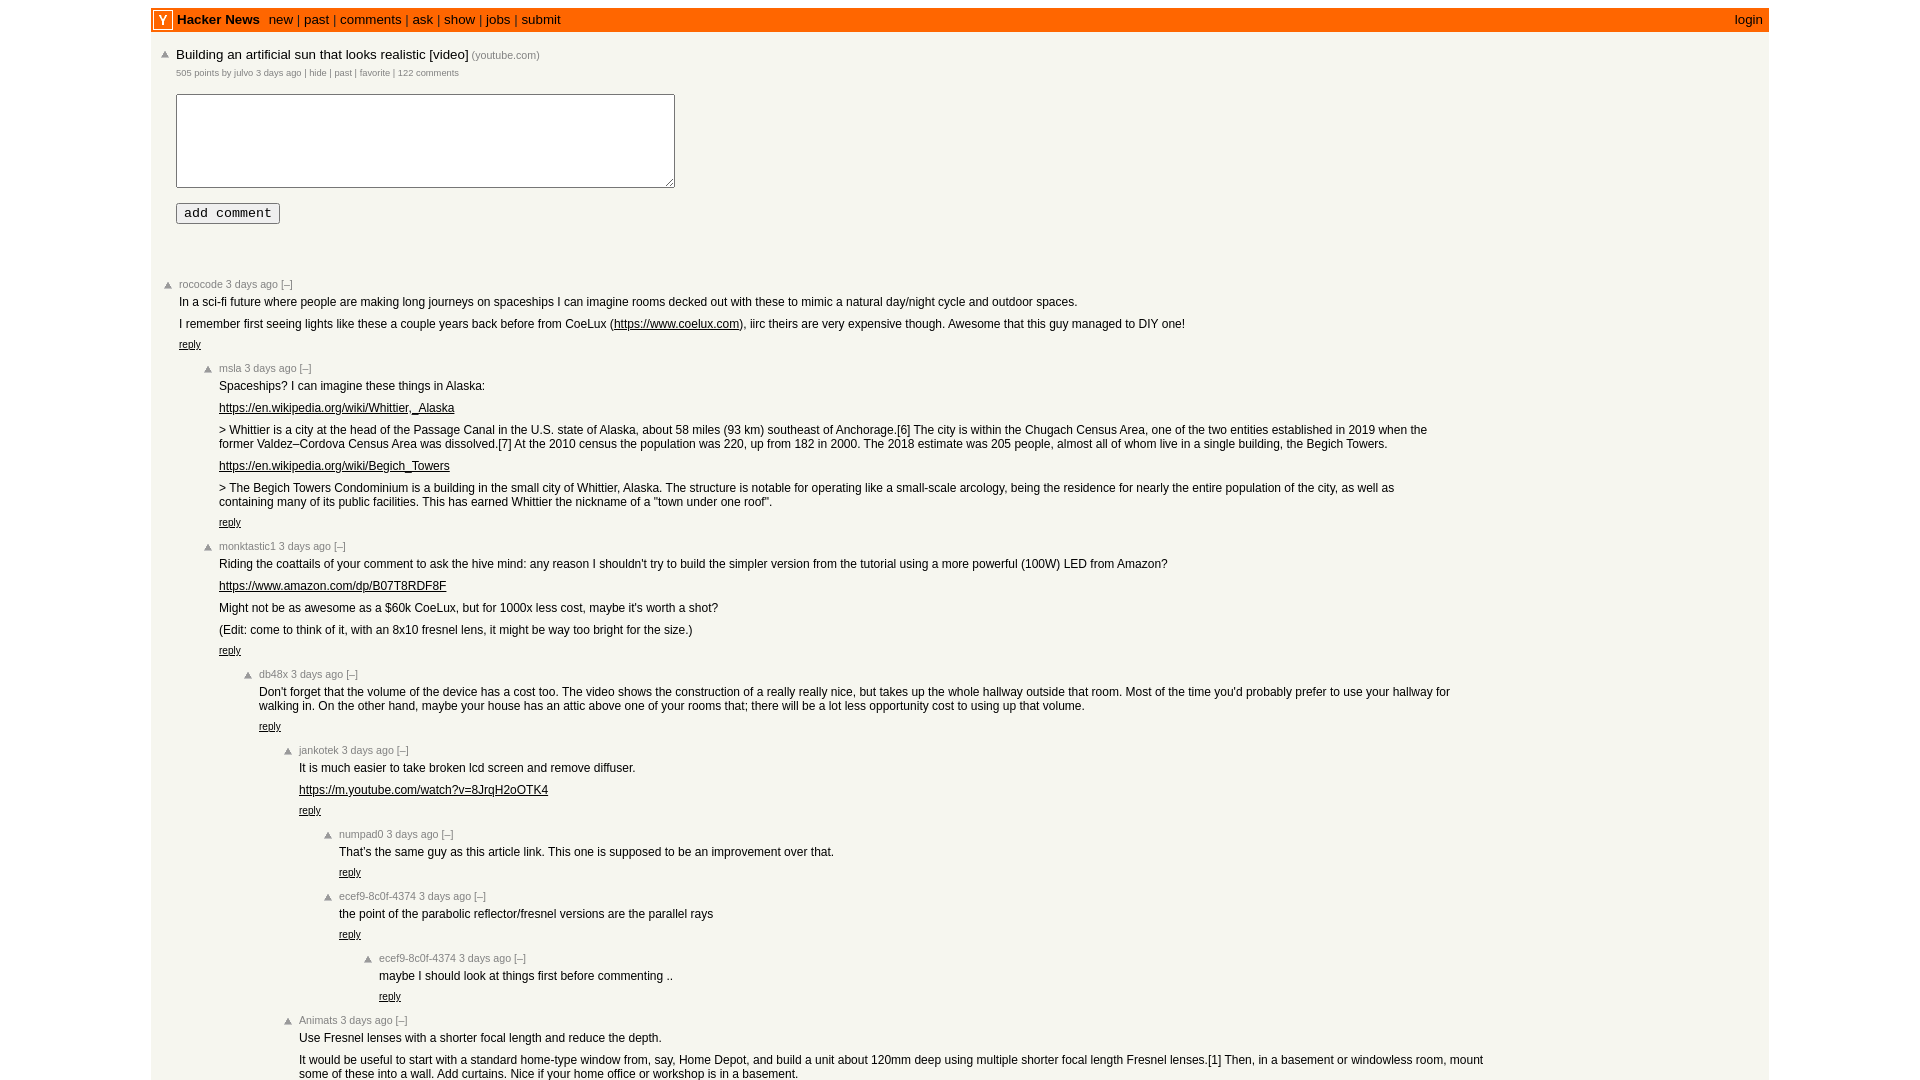 Y Hacker News new | past | comments | ask | show | jobs | submit login
Building an artificial sun that looks realistic [video] (youtube.com)
505 points by julvo 3 days ago | hide | past | favorite | 122 comments
add comment
rococode 3 days ago [–]
In a sci-fi future where people are making long journeys on spaceships I can imagine rooms decked out with these to mimic a natural day/night cycle and outdoor spaces.
I remember first seeing lights like these a couple years back before from CoeLux (https://www.coelux.com), iirc theirs are very expensive though. Awesome that this guy managed to DIY one!
reply
msla 3 days ago [–]
Spaceships? I can imagine these things in Alaska:
https://en.wikipedia.org/wiki/Whittier,_Alaska
> Whittier is a city at the head of the Passage Canal in the U.S. state of Alaska, about 58 miles (93 km) southeast of Anchorage.[6] The city is within the Chugach Census Area, one of the two entities established in 2019 when the
former Valdez–Cordova Census Area was dissolved.[7] At the 2010 census the population was 220, up from 182 in 2000. The 2018 estimate was 205 people, almost all of whom live in a single building, the Begich Towers.
https://en.wikipedia.org/wiki/Begich_Towers
> The Begich Towers Condominium is a building in the small city of Whittier, Alaska. The structure is notable for operating like a small-scale arcology, being the residence for nearly the entire population of the city, as well as
containing many of its public facilities. This has earned Whittier the nickname of a "town under one roof".
reply
monktastic1 3 days ago [–]
Riding the coattails of your comment to ask the hive mind: any reason I shouldn't try to build the simpler version from the tutorial using a more powerful (100W) LED from Amazon?
https://www.amazon.com/dp/B07T8RDF8F
Might not be as awesome as a $60k CoeLux, but for 1000x less cost, maybe it's worth a shot?
(Edit: come to think of it, with an 8x10 fresnel lens, it might be way too bright for the size.)
reply
db48x 3 days ago [–]
Don't forget that the volume of the device has a cost too. The video shows the construction of a really really nice, but takes up the whole hallway outside that room. Most of the time you'd probably prefer to use your hallway for
walking in. On the other hand, maybe your house has an attic above one of your rooms that; there will be a lot less opportunity cost to using up that volume.
reply
jankotek 3 days ago [–]
It is much easier to take broken lcd screen and remove diffuser.
https://m.youtube.com/watch?v=8JrqH2oOTK4
reply
numpad0 3 days ago [–]
That's the same guy as this article link. This one is supposed to be an improvement over that.
reply
ecef9-8c0f-4374 3 days ago [–]
the point of the parabolic reflector/fresnel versions are the parallel rays
reply
ecef9-8c0f-4374 3 days ago [–]
maybe I should look at things first before commenting ..
reply
Animats 3 days ago [–]
Use Fresnel lenses with a shorter focal length and reduce the depth.
It would be useful to start with a standard home-type window from, say, Home Depot, and build a unit about 120mm deep using multiple shorter focal length Fresnel lenses.[1] Then, in a basement or windowless room, mount
some of these into a wall. Add curtains. Nice if your home office or workshop is in a basement.